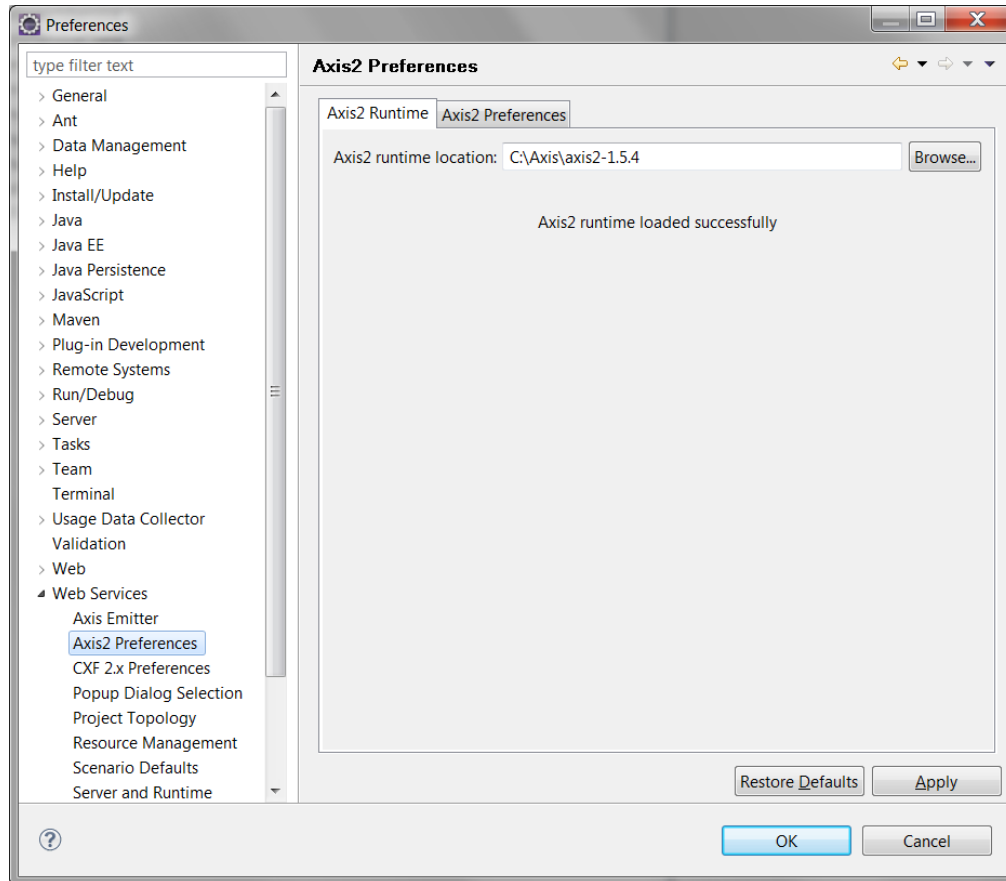 Preferences
type filter text
General
Ant
Data Management
Help
Install/Update
Java
Java EE
Java Persistence
JavaScript
Maven
Plug-in Development
Remote Systems
Run/Debug
Server
Tasks
Team
Terminal
Usage Data Collector
Validation
Web
Web Services
Axis Emitter
Axis2 Preferences
CXF 2.x Preferences
Popup Dialog Selection
Project Topology
Resource Management
Scenario Defaults
Server and Runtime
Axis2 Preferences
Axis2 Runtime Axis2 Preferences
Axis2 runtime location: C:\Axis\axis2-1.5.4 Browse...
Axis2 runtime loaded successfully
Restore Defaults Apply
OK Cancel